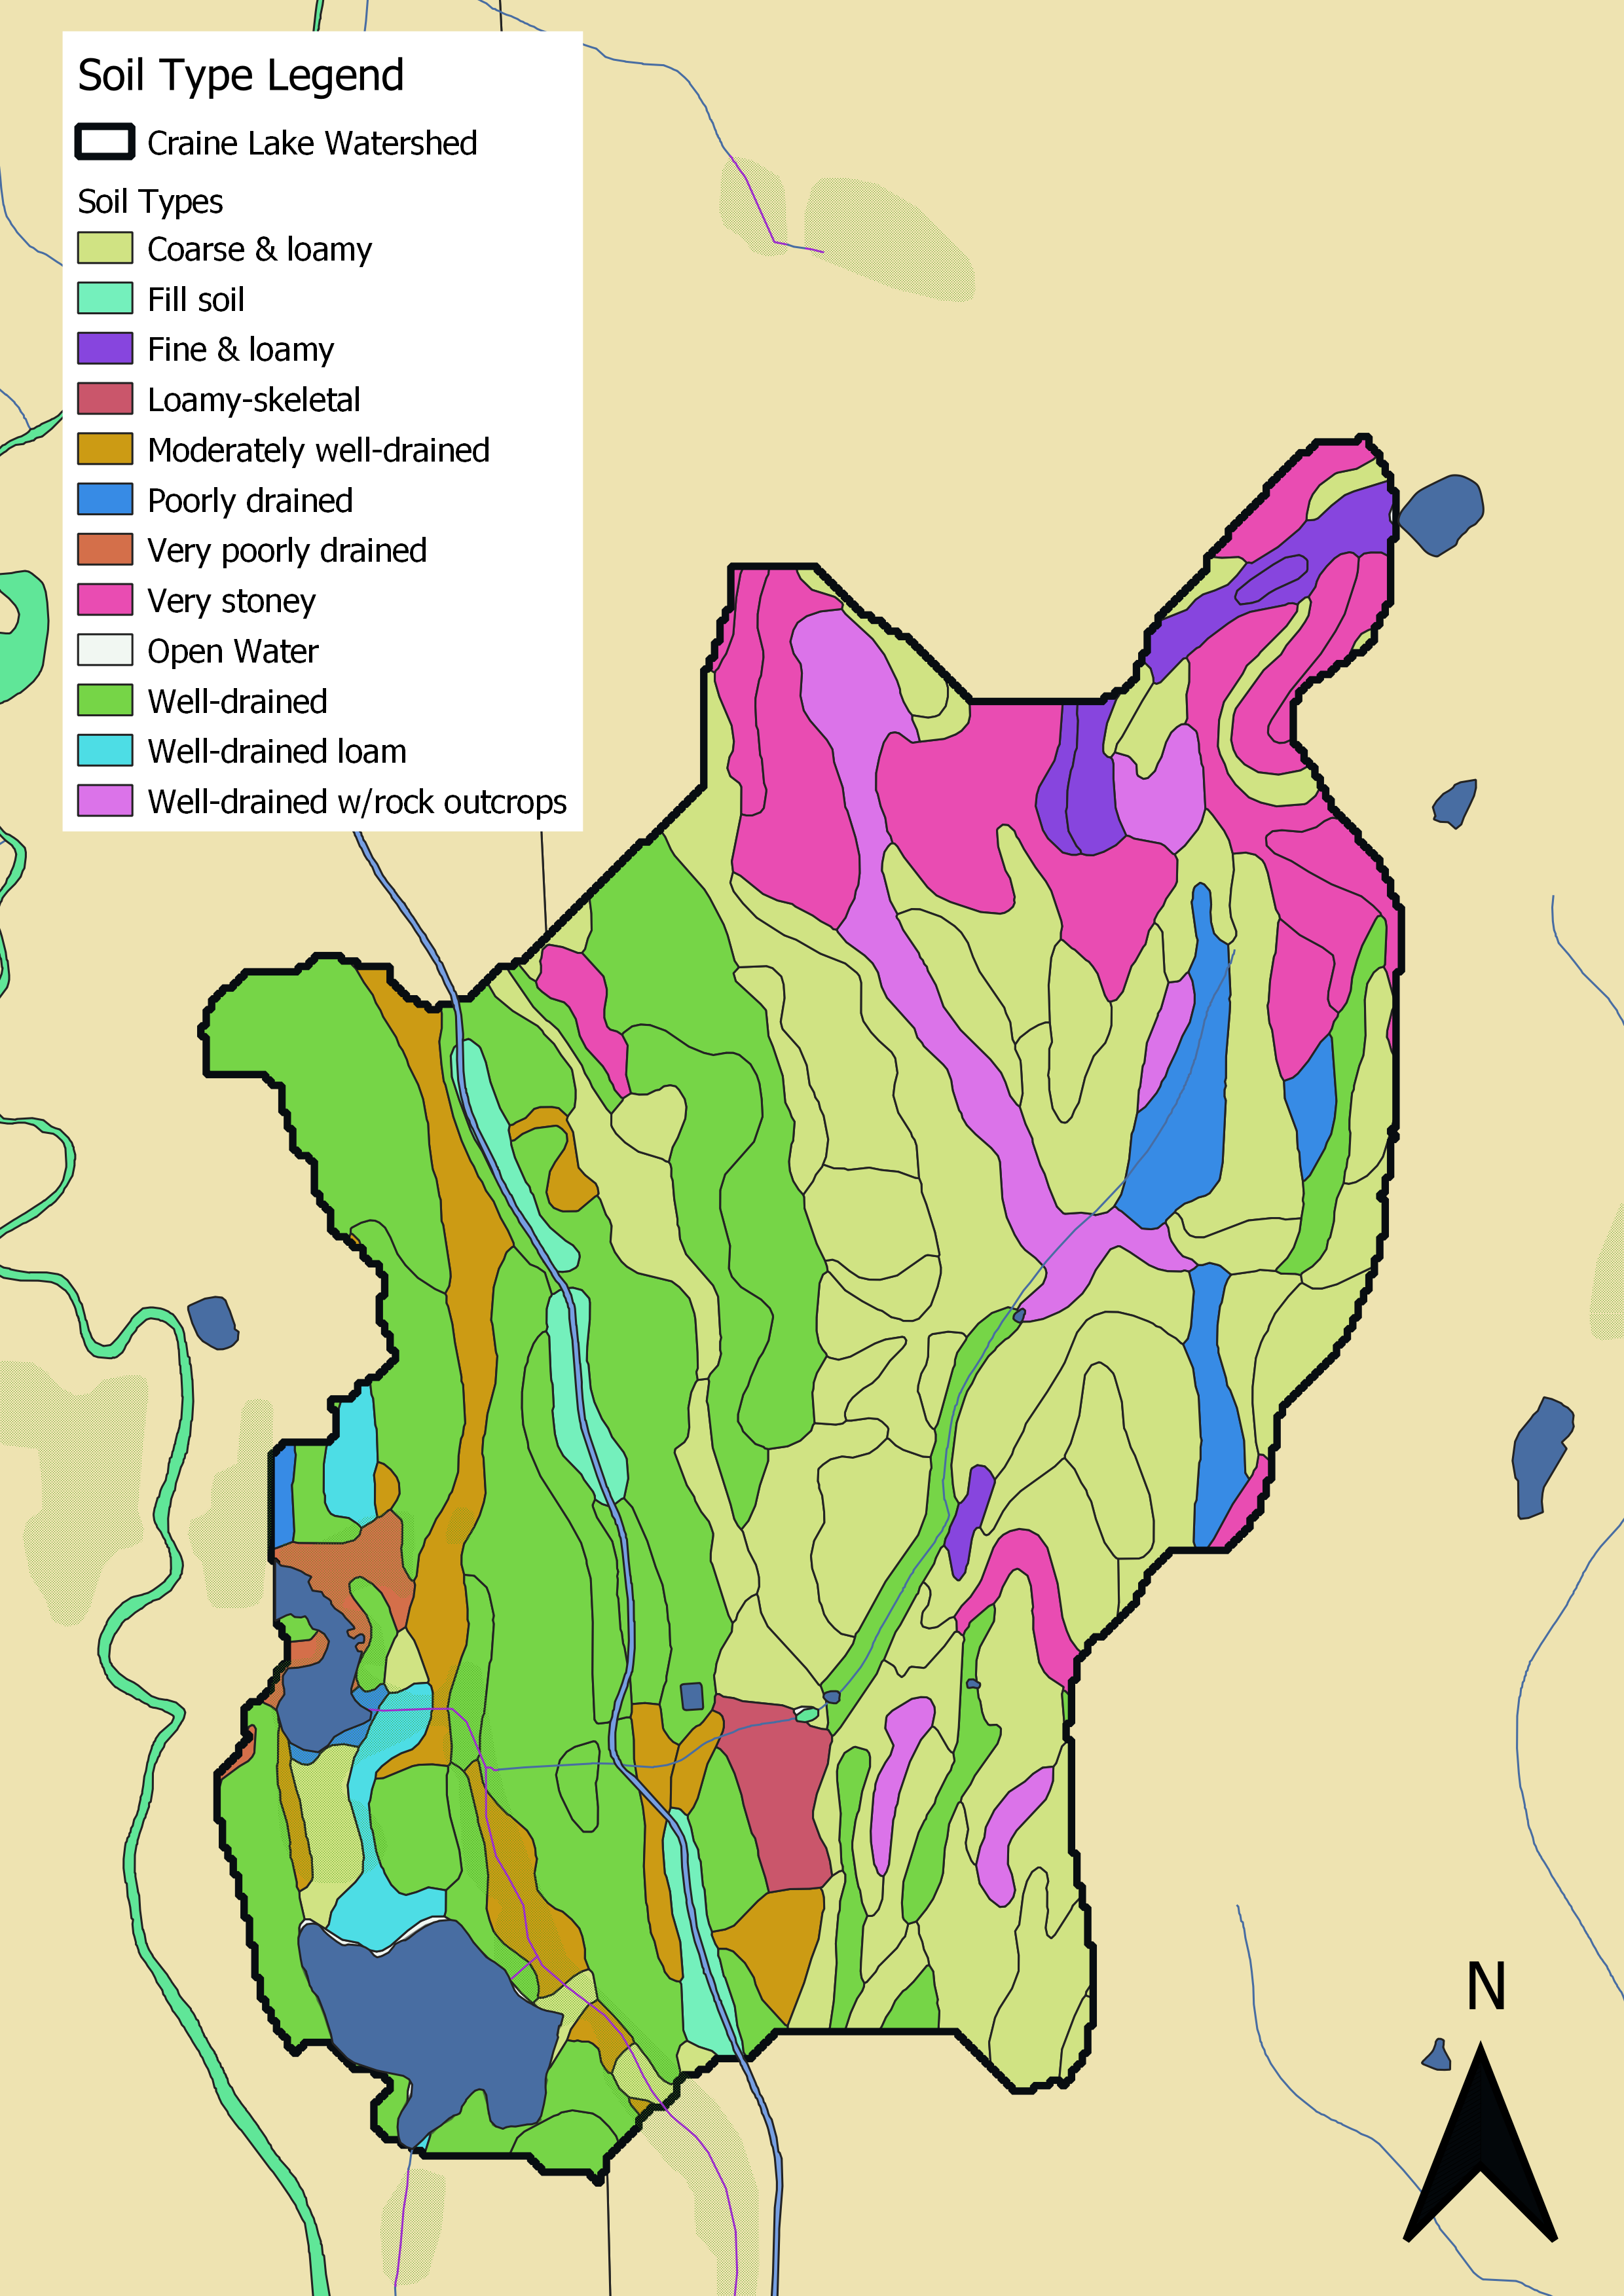 Soil Type Legend
Craine Lake Watershed
Soil Types
Coarse & loamy
Fill soil
Fine & loamy
Loamy-skeletal
Moderately well-drained
Poorly drained
Very poorly drained
Very stoney
Open Water
Well-drained
Well-drained loam
Well-drained w/rock outcrops
N